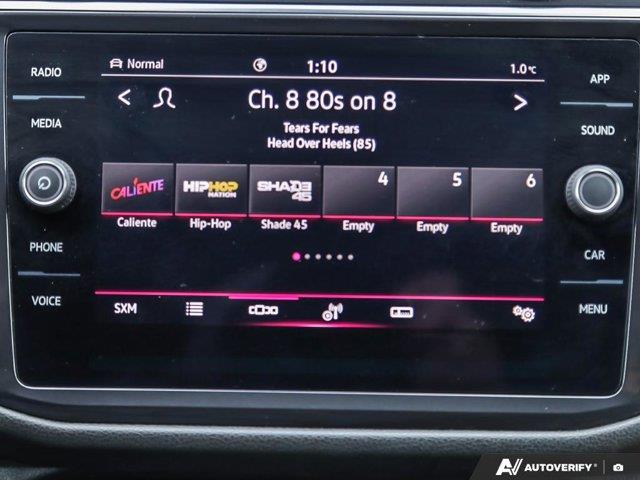 RADIO
MEDIA
PHONE
VOICE
Normal
1:10
1.0°C
Ch. 8 80s on 8
Tears For Fears
Head Over Heels (85)
CALIENTE
HIPHOP NATION
SHADE 45
4
5
6
Caliente
Hip-Hop
Shade 45
Empty
Empty
Empty
SXM
APP
SOUND
CAR
MENU
AV AUTOVERIFY